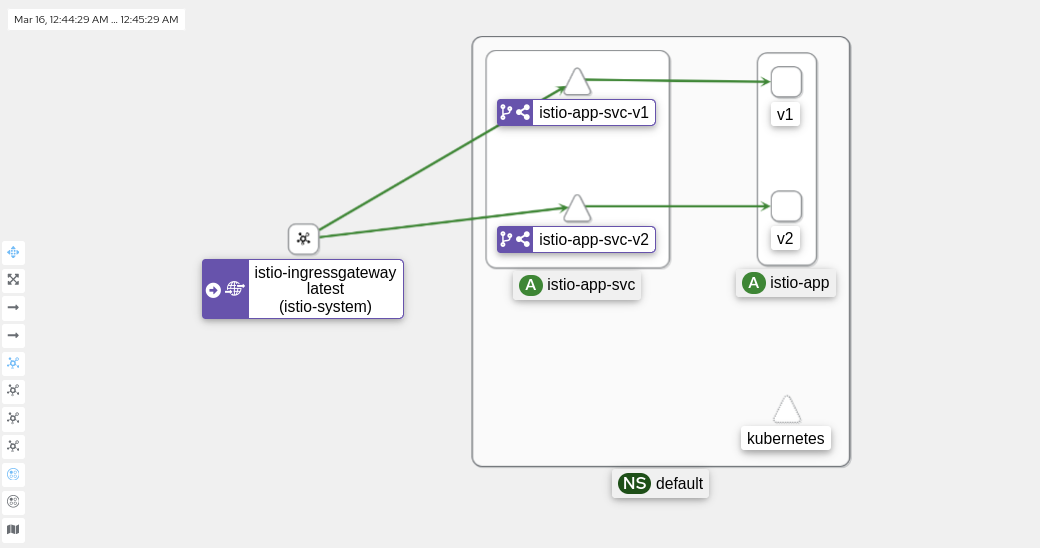 Mar 16, 12:44:29 AM ... 12:45:29 AM
istio-app-svc-v1
v1
istio-app-svc-v2
v2
istio-ingressgateway
latest
(istio-system)
A istio-app-svc
A istio-app
kubernetes
NS default